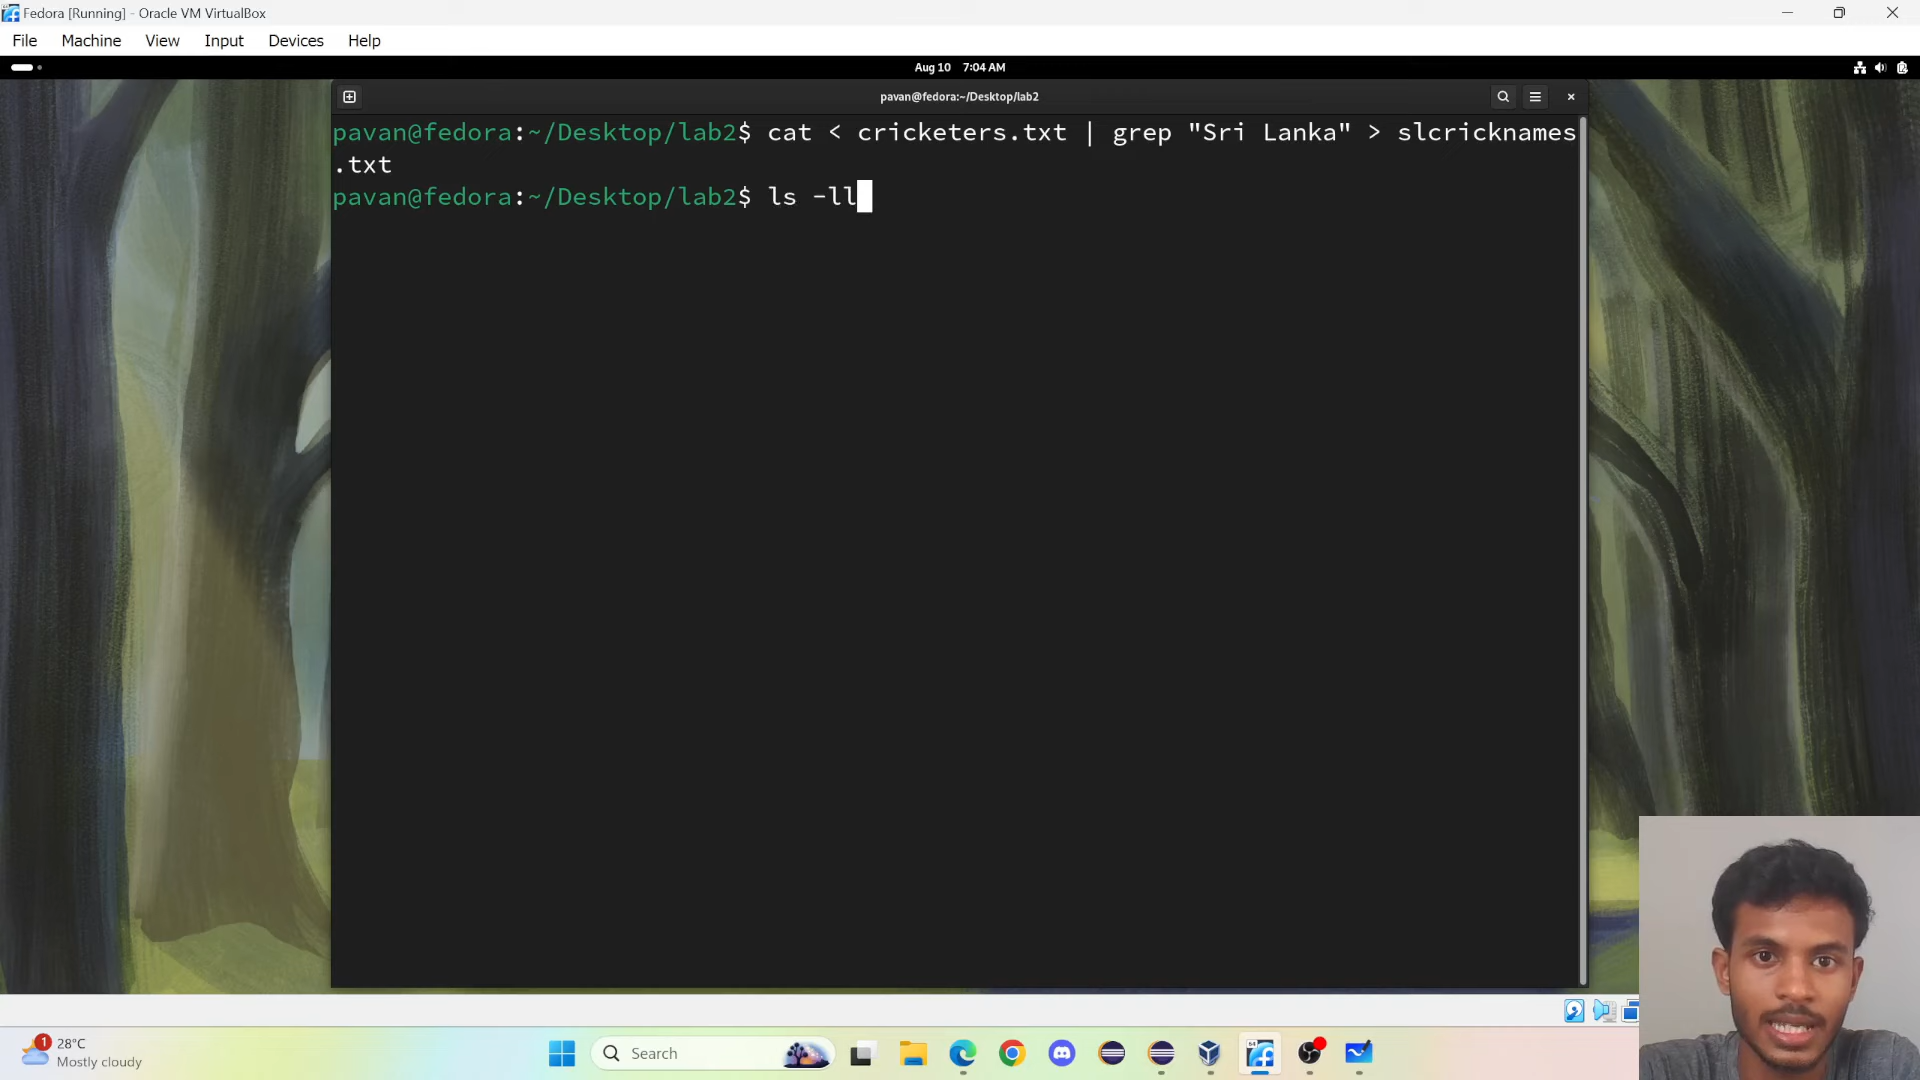 Fedora [Running] - Oracle VM VirtualBox
File Machine View Input Devices Help
Aug 10 7:04 AM
pavan@fedora:~/Desktop/lab2
pavan@fedora:~/Desktop/lab2$ cat < cricketers.txt | grep "Sri Lanka" > slcricknames
.txt
pavan@fedora:~/Desktop/lab2$ ls -ll
1
28°C
Mostly cloudy
Search